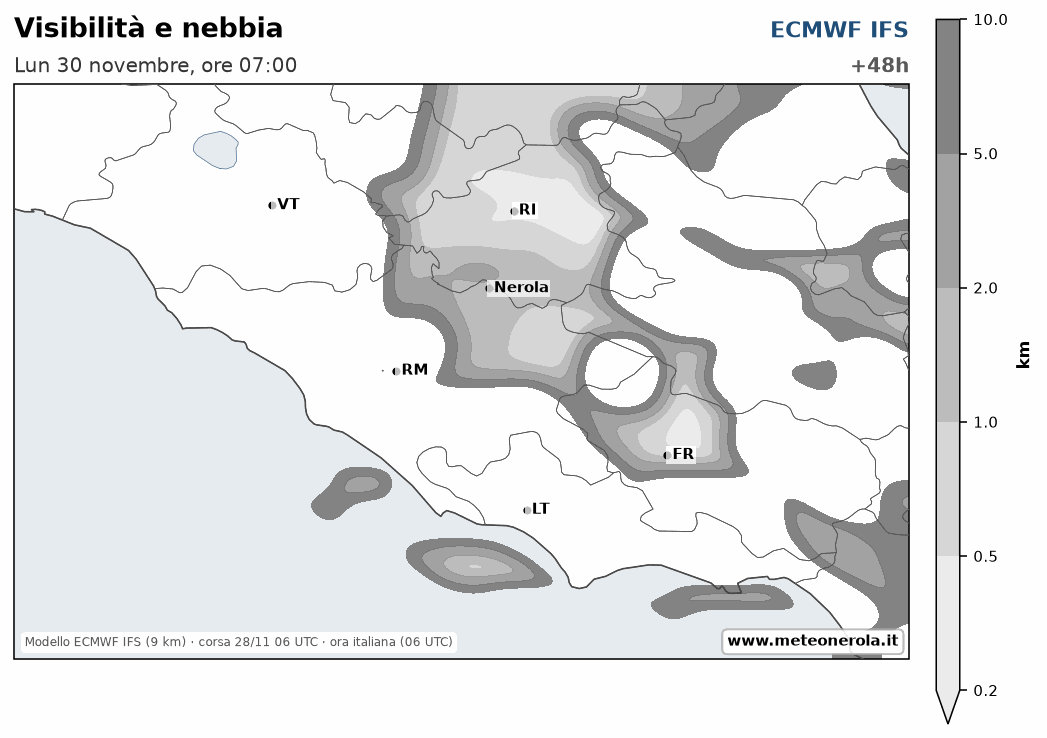 Visibilità e nebbia
ECMWF IFS
Lun 30 novembre, ore 07:00
+48h
10.0
5.0
2.0
1.0
0.5
0.2
km
VT
RI
Nerola
RM
FR
LT
Modello ECMWF IFS (9 km) · corsa 28/11 06 UTC · ora italiana (06 UTC)
www.meteonerola.it